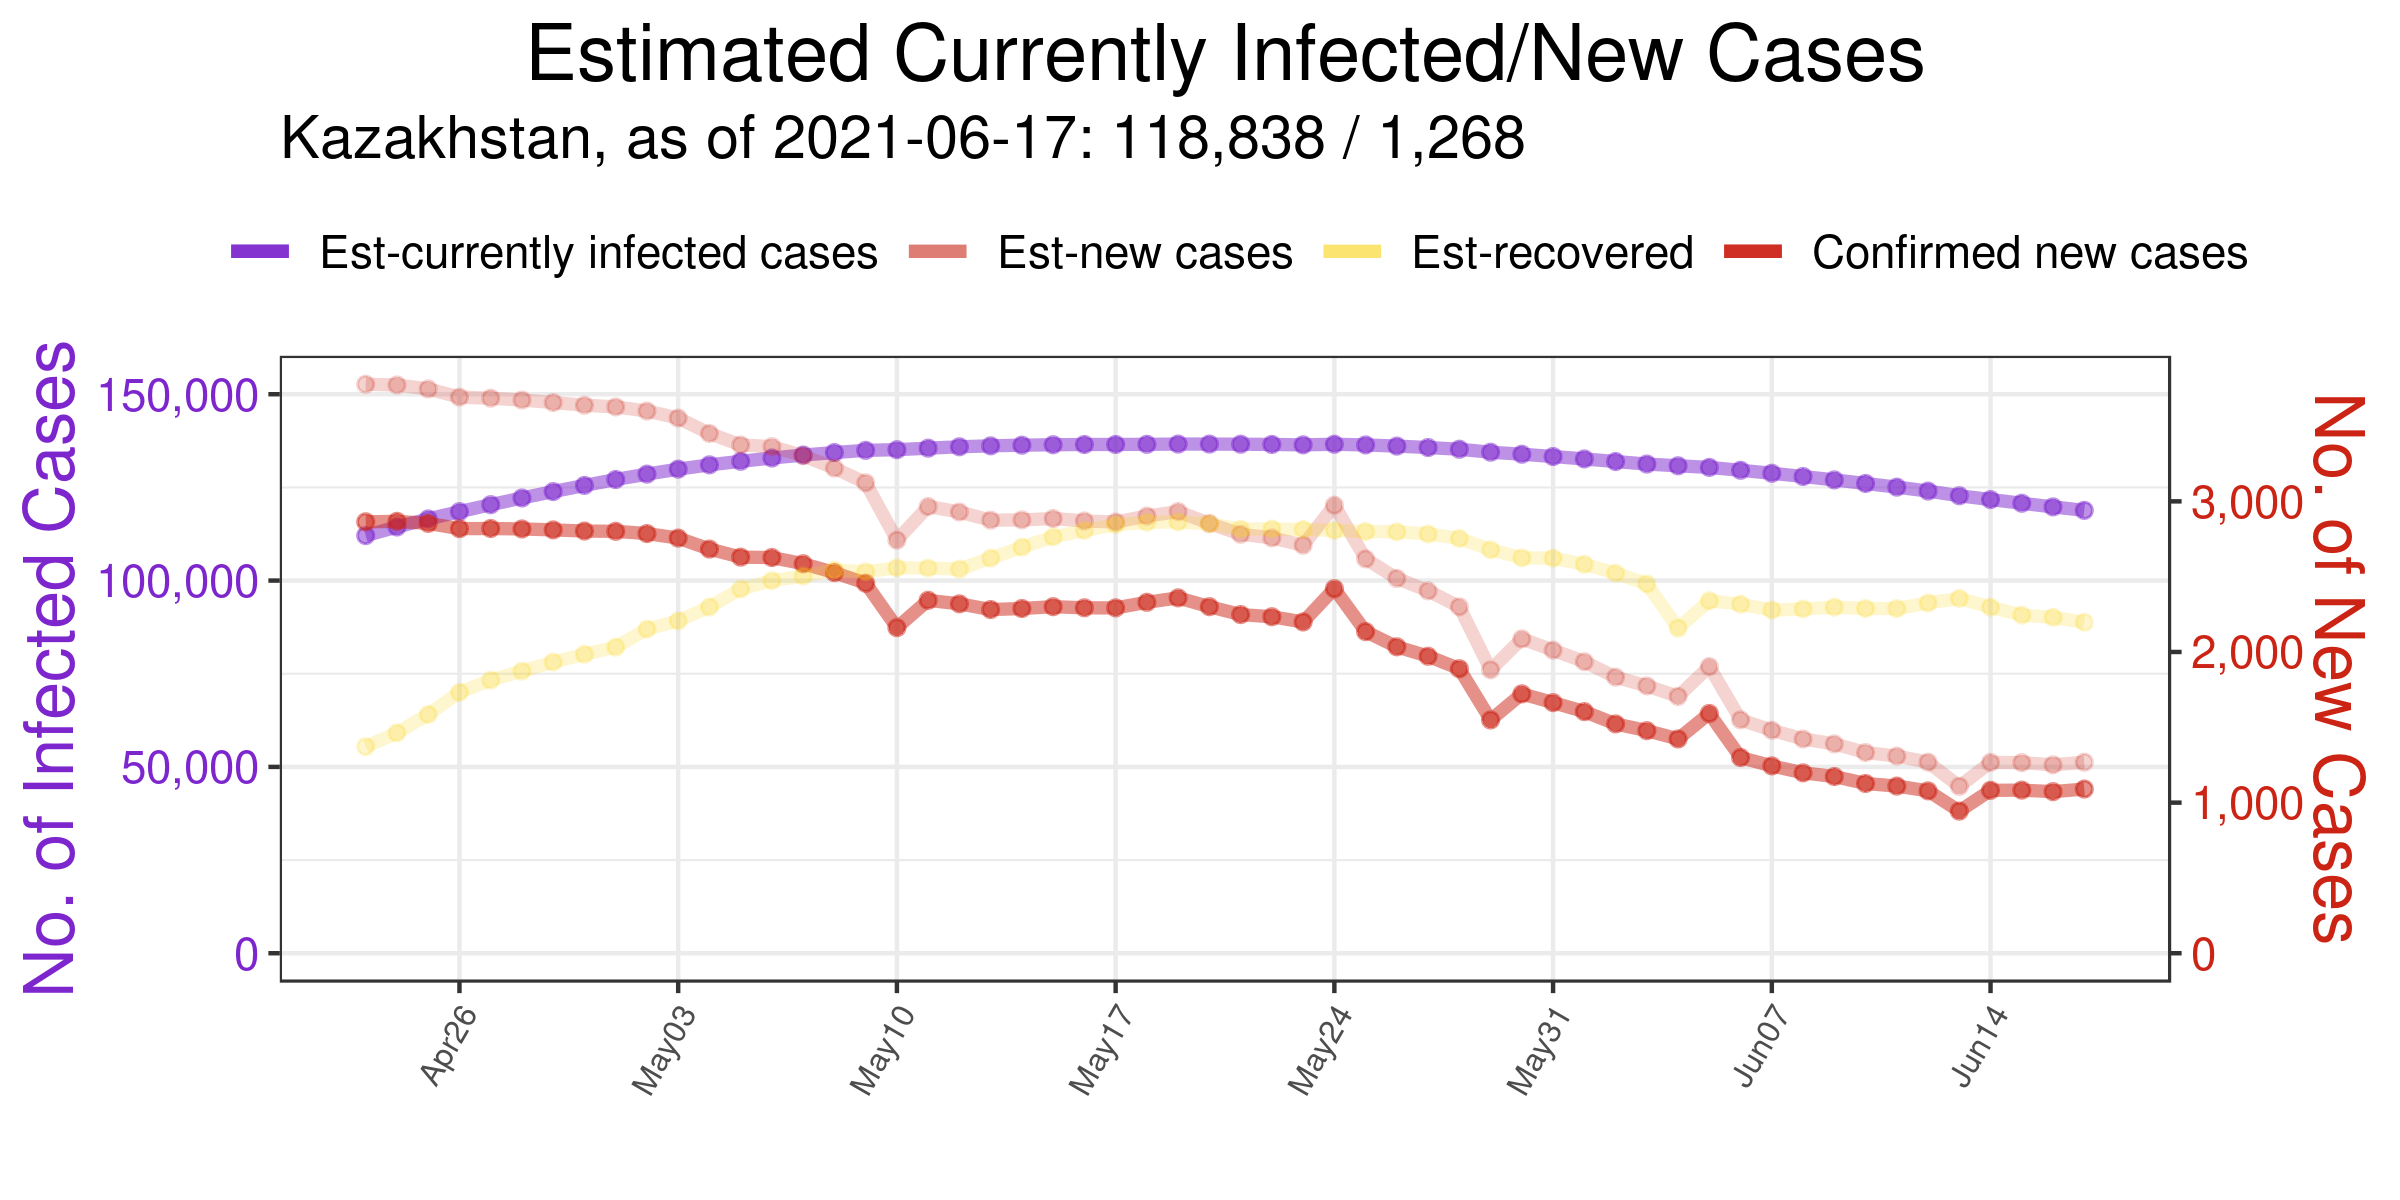 Estimated Currently Infected/New Cases
Kazakhstan, as of 2021-06-17: 118,838 / 1,268
Est-currently infected cases Est-new cases Est-recovered Confirmed new cases
No. of Infected Cases
150,000
100,000
50,000
0
3,000
2,000
1,000
0
No. of New Cases
Apr26 May03 May10 May17 May24 May31 Jun07 Jun14